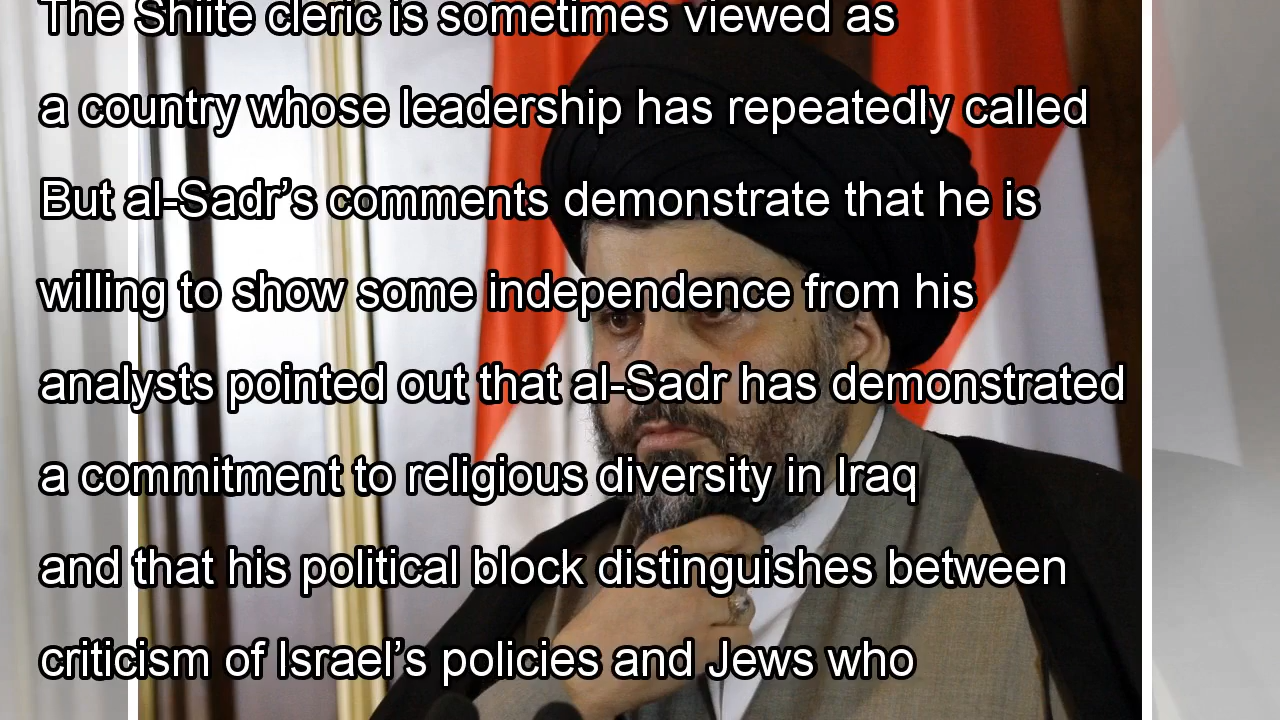 The Shiite cleric is sometimes viewed as
a country whose leadership has repeatedly called
But al-Sadr’s comments demonstrate that he is
willing to show some independence from his
analysts pointed out that al-Sadr has demonstrated
a commitment to religious diversity in Iraq
and that his political block distinguishes between
criticism of Israel’s policies and Jews who